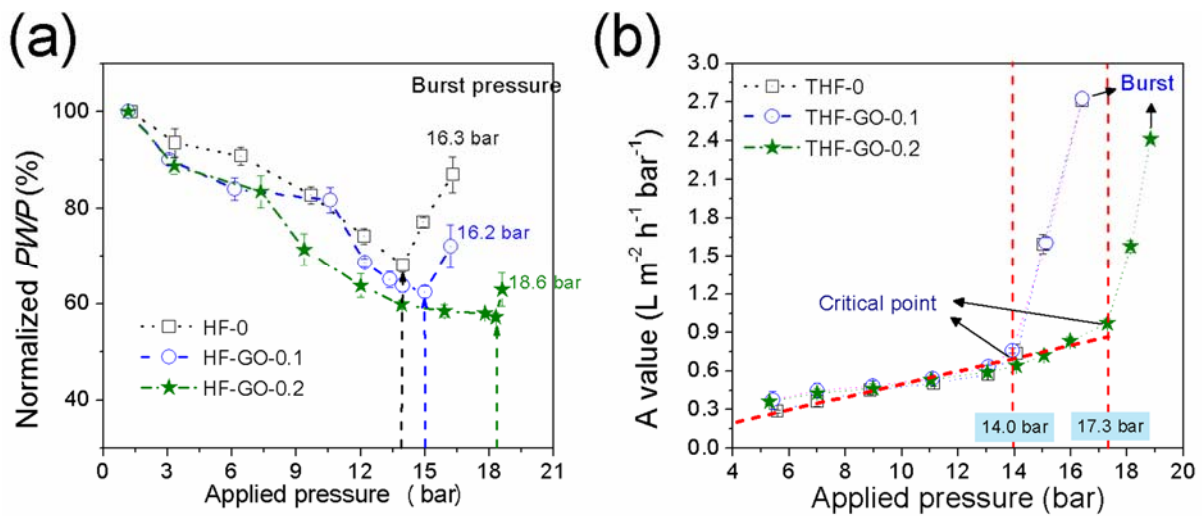 (a)
Burst pressure
16.3 bar
16.2 bar
18.6 bar
HF-0
HF-GO-0.1
HF-GO-0.2
Normalized PWP (%)
100
80
60
40
0 3 6 9 12 15 18 21
Applied pressure ( bar)
(b)
THF-0
THF-GO-0.1
THF-GO-0.2
Burst
Critical point
14.0 bar
17.3 bar
A value (L m⁻² h⁻¹ bar⁻¹)
3.0
2.7
2.4
2.1
1.8
1.5
1.2
0.9
0.6
0.3
0.0
4 6 8 10 12 14 16 18 20
Applied pressure (bar)